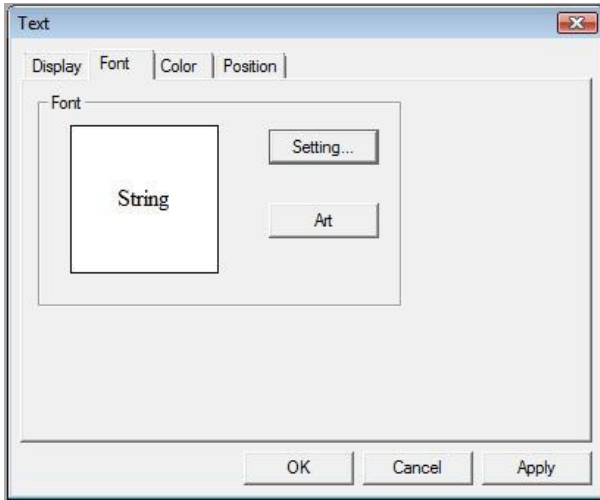 Text
Display Font Color Position
Font
Setting...
String
Art
OK Cancel Apply